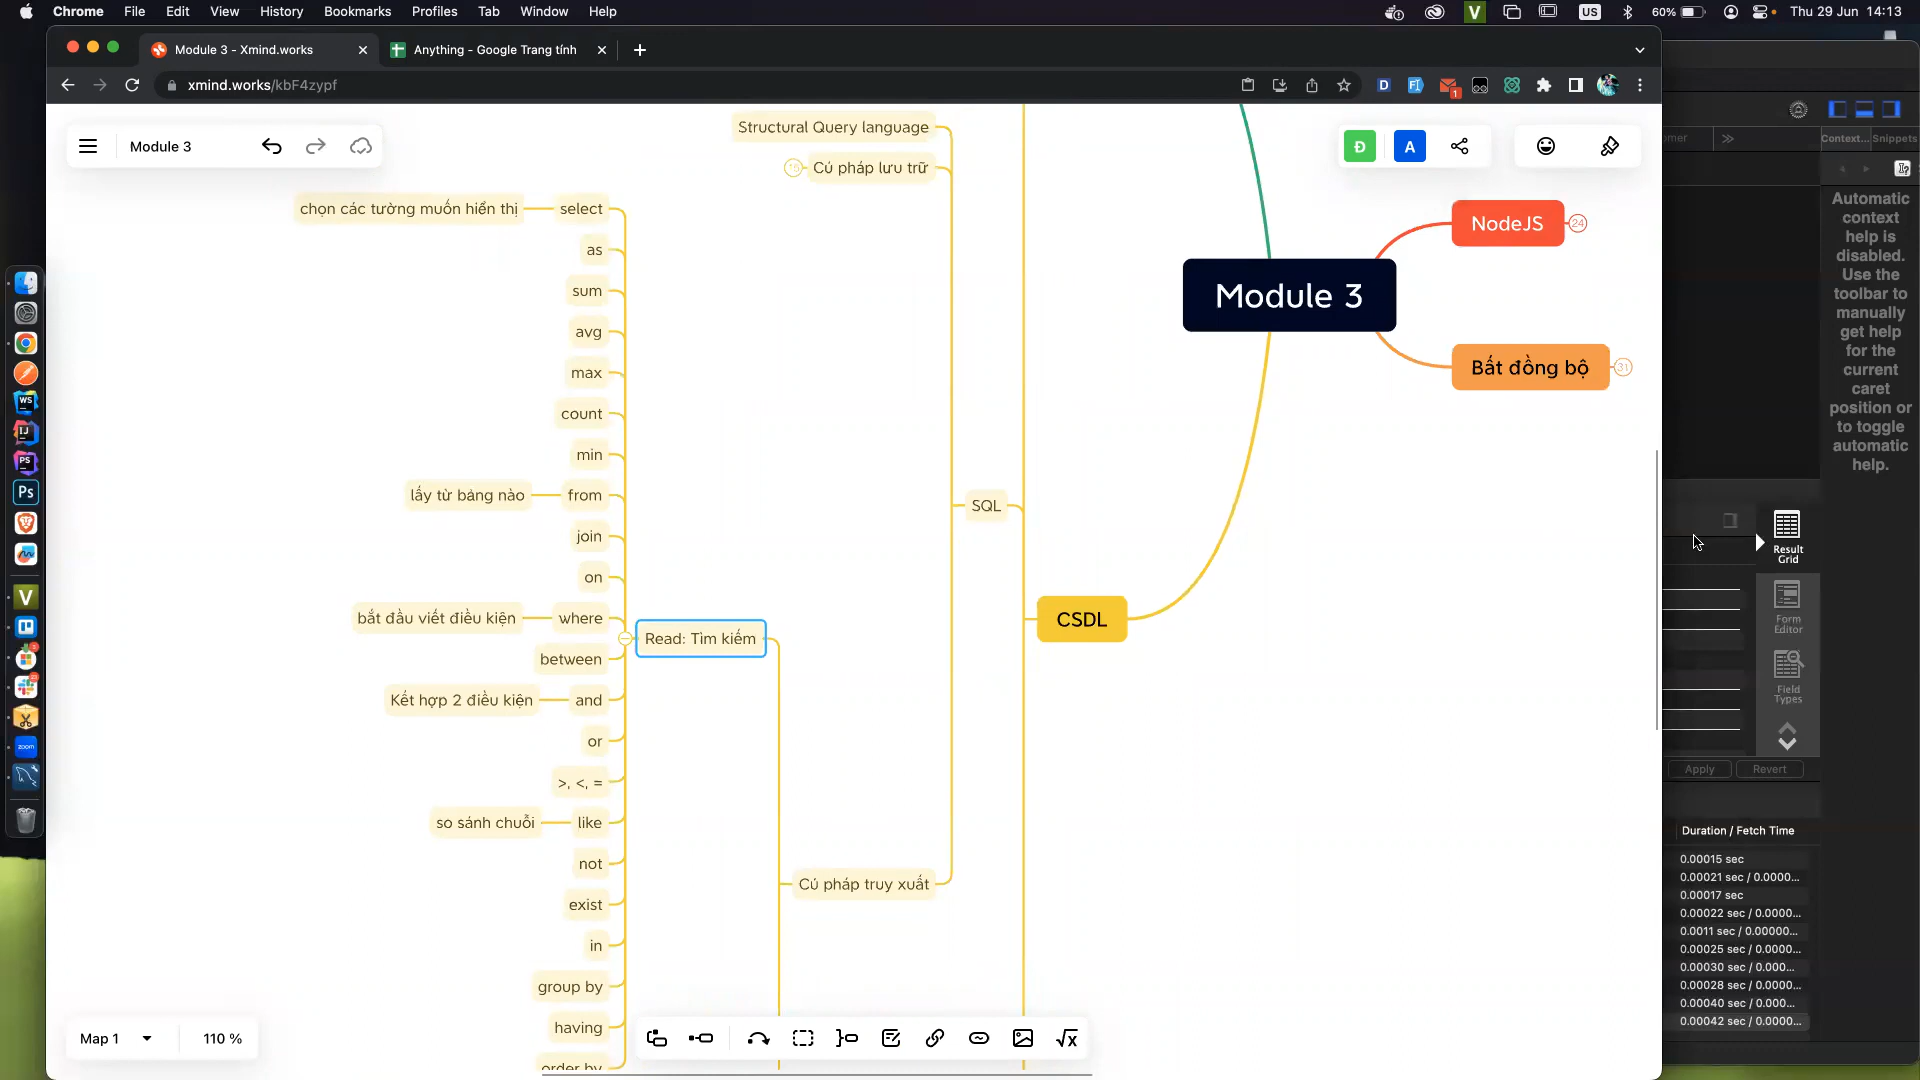 Chrome File Edit View History Bookmarks Profiles Tab Window Help
V US 60% Thu 29 Jun 14:13
Module 3 - Xmind.works
Anything - Google Trang tính
xmind.works/kbF4zypf
Module 3
Đ A
Structural Query language
Cú pháp lưu trữ
chọn các tường muốn hiển thị select
as
sum
avg
max
count
min
lấy từ bảng nào from
join
on
bắt đầu viết điều kiện where
Read: Tìm kiếm
between
Kết hợp 2 điều kiện and
or
>, <, =
so sánh chuỗi like
not
exist
in
group by
having
order by
SQL
Cú pháp truy xuất
CSDL
Module 3
NodeJS 24
Bất đồng bộ 31
Map 1 110 %
Context... Snippets
Automatic
context
help is
disabled.
Use the
toolbar to
manually
get help
for the
current
caret
position or
to toggle
automatic
help.
Result
Grid
Form
Editor
Field
Types
Apply Revert
Duration / Fetch Time
0.00015 sec
0.00021 sec / 0.0000...
0.00017 sec
0.00022 sec / 0.0000...
0.0011 sec / 0.00000...
0.00025 sec / 0.0000...
0.00030 sec / 0.000...
0.00028 sec / 0.0000...
0.00040 sec / 0.000...
0.00042 sec / 0.0000...